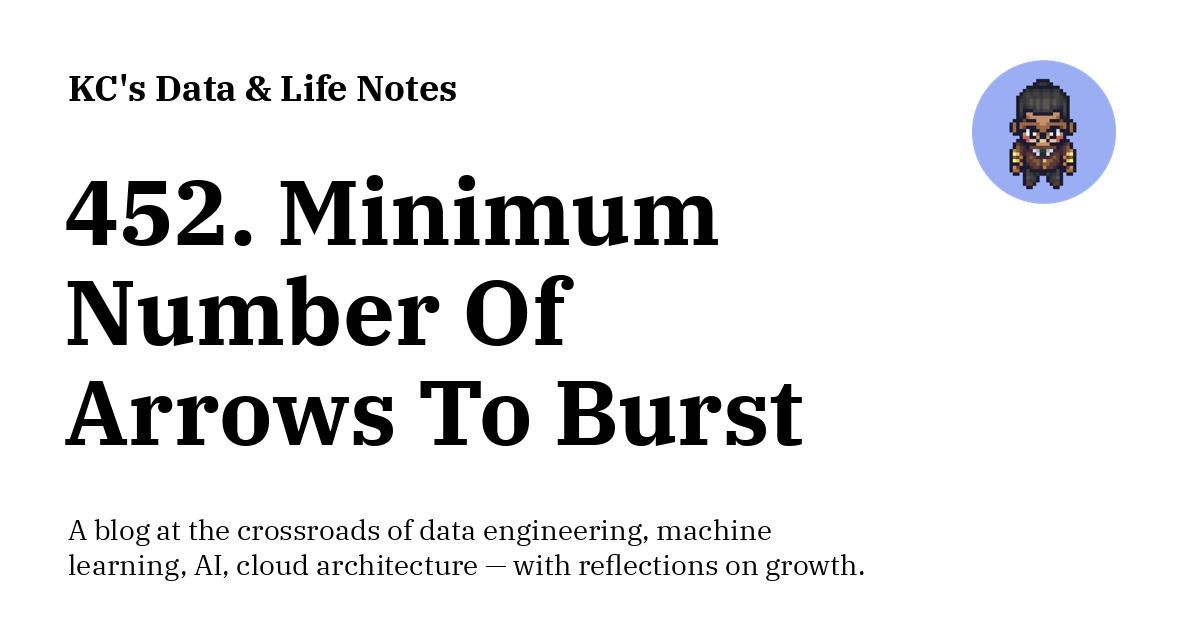 KC's Data & Life Notes
452. Minimum
Number Of
Arrows To Burst
A blog at the crossroads of data engineering, machine
learning, AI, cloud architecture — with reflections on growth.